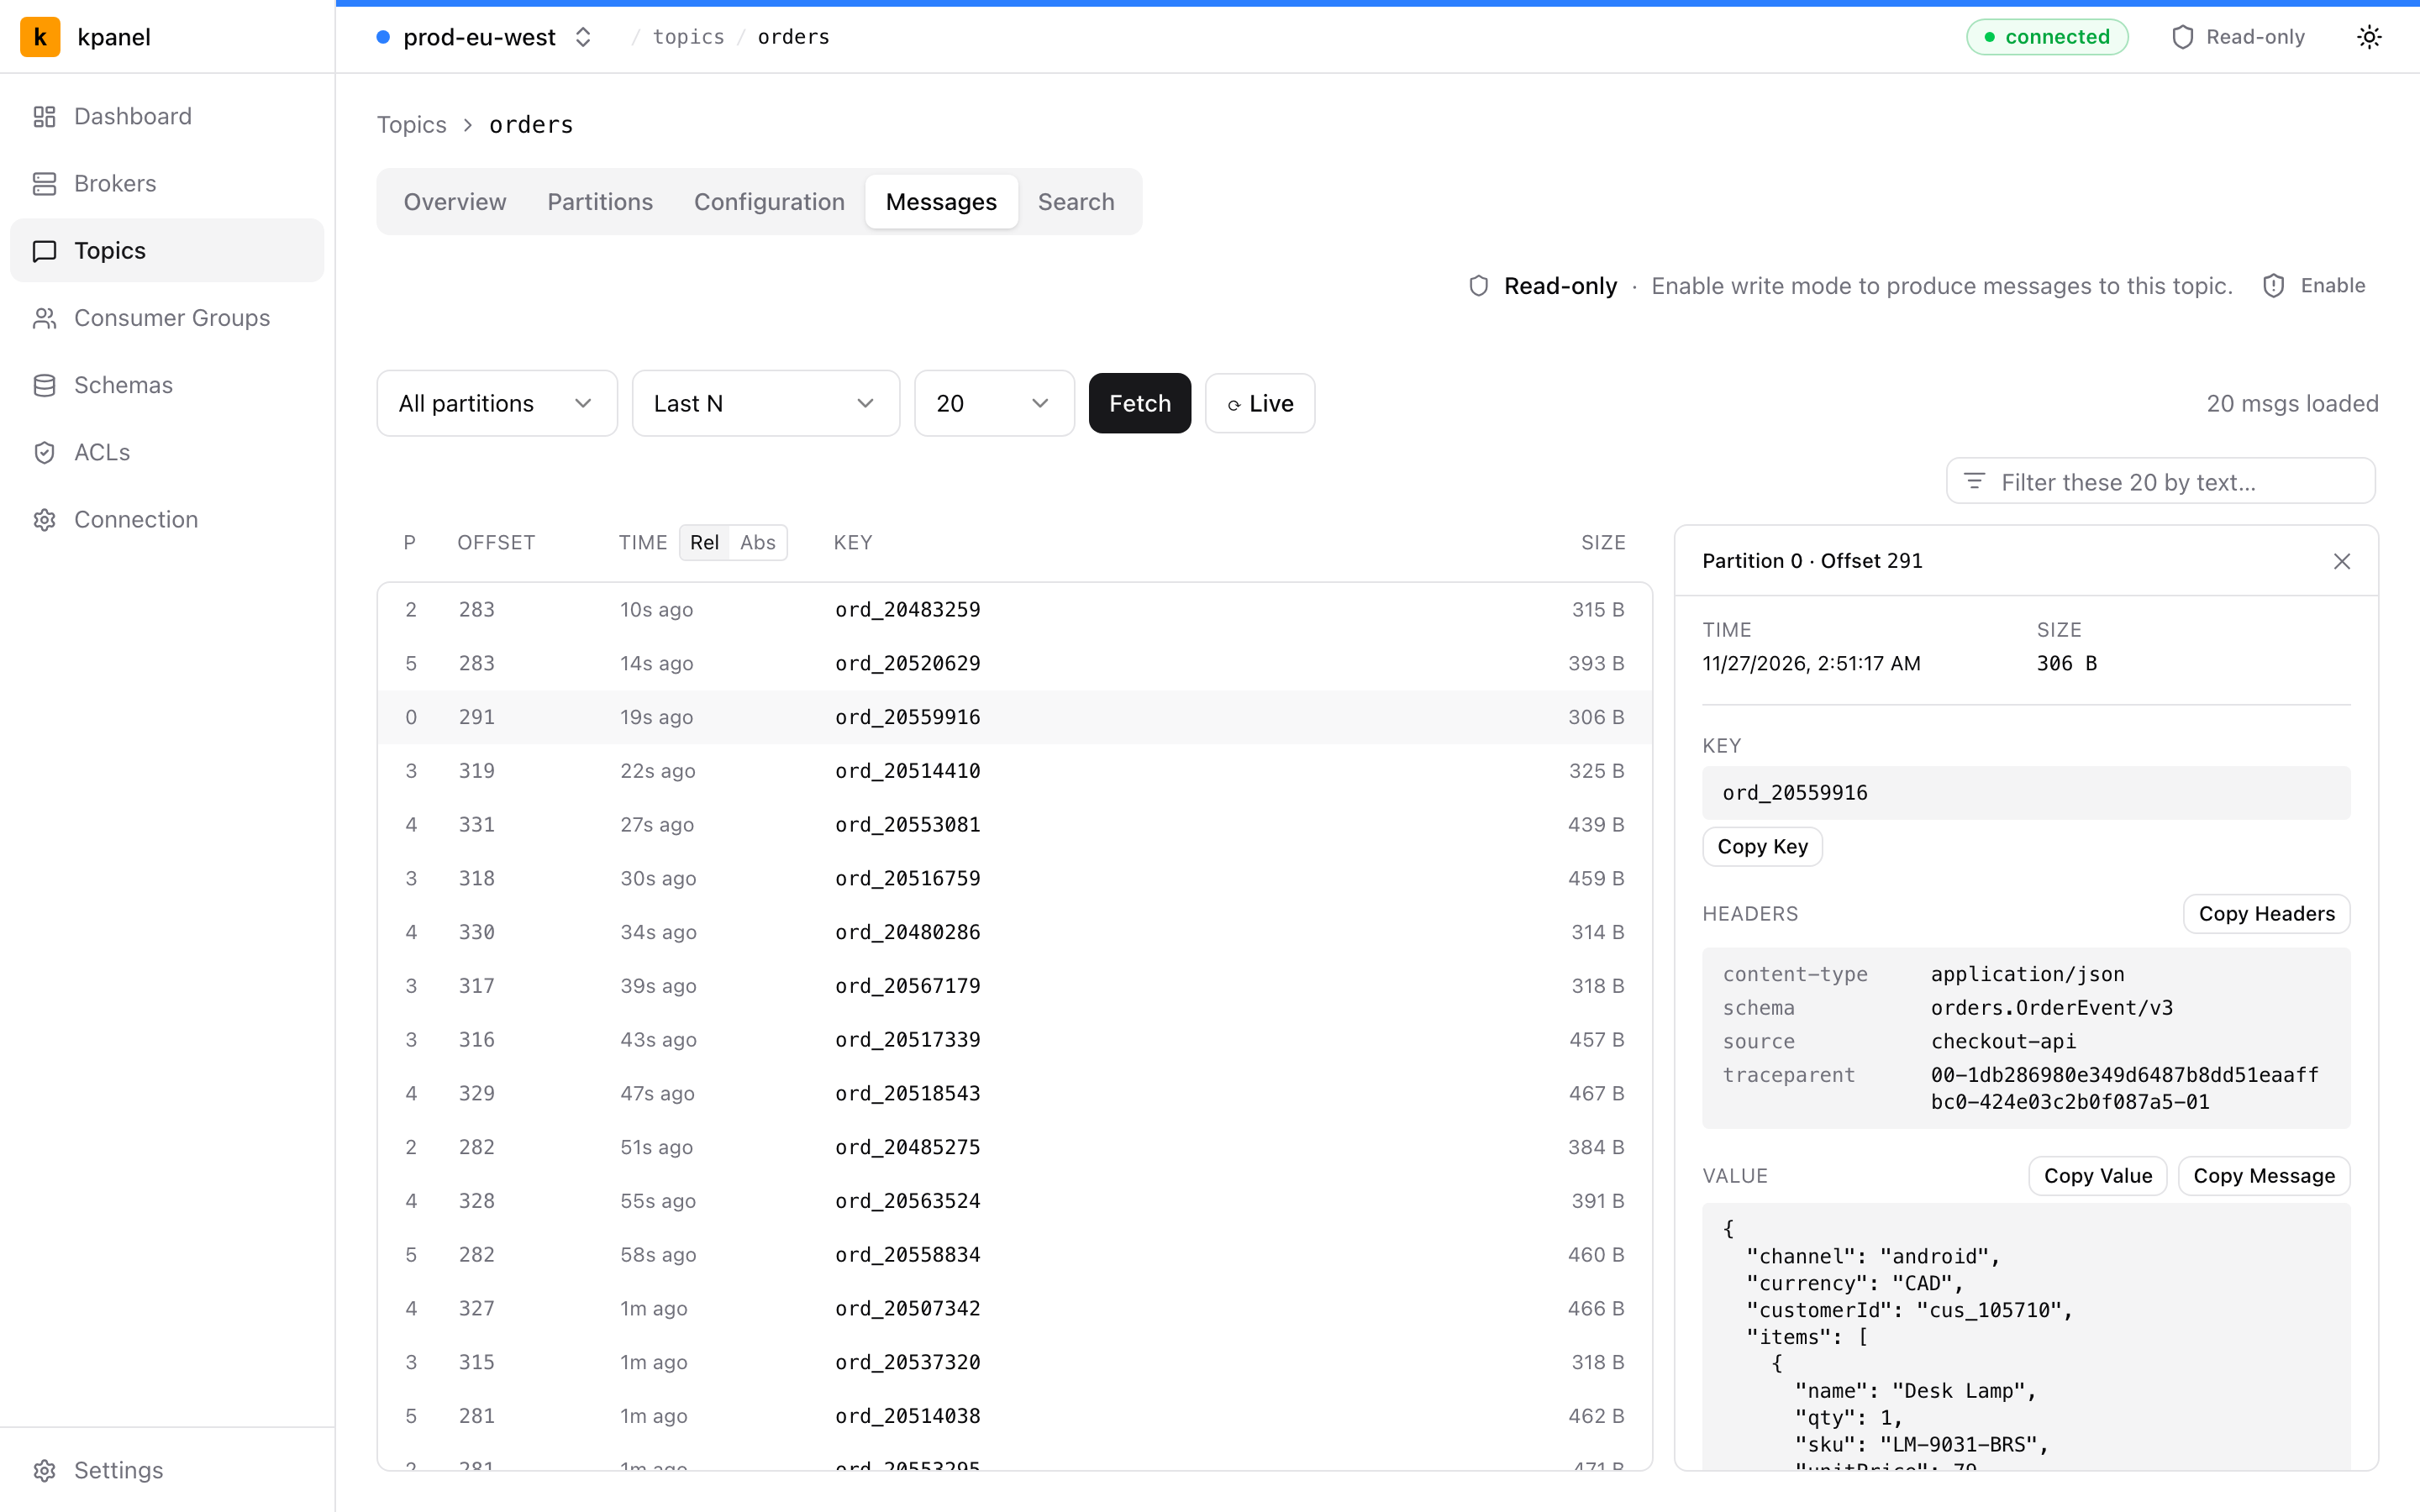 k kpanel
prod-eu-west / topics / orders
connected
Read-only
Dashboard
Brokers
Topics
Consumer Groups
Schemas
ACLs
Connection
Settings
Topics > orders
Overview Partitions Configuration Messages Search
Read-only · Enable write mode to produce messages to this topic. Enable
All partitions Last N 20 Fetch Live 20 msgs loaded
Filter these 20 by text...
P OFFSET TIME Rel Abs KEY SIZE
2 283 10s ago ord_20483259 315 B
5 283 14s ago ord_20520629 393 B
0 291 19s ago ord_20559916 306 B
3 319 22s ago ord_20514410 325 B
4 331 27s ago ord_20553081 439 B
3 318 30s ago ord_20516759 459 B
4 330 34s ago ord_20480286 314 B
3 317 39s ago ord_20567179 318 B
3 316 43s ago ord_20517339 457 B
4 329 47s ago ord_20518543 467 B
2 282 51s ago ord_20485275 384 B
4 328 55s ago ord_20563524 391 B
5 282 58s ago ord_20558834 460 B
4 327 1m ago ord_20507342 466 B
3 315 1m ago ord_20537320 318 B
5 281 1m ago ord_20514038 462 B
2 281 1m ago ord_20553295 471 B
Partition 0 · Offset 291
TIME SIZE
11/27/2026, 2:51:17 AM 306 B
KEY
ord_20559916
Copy Key
HEADERS Copy Headers
content-type application/json
schema orders.OrderEvent/v3
source checkout-api
traceparent 00-1db286980e349d6487b8dd51eaaff
bc0-424e03c2b0f087a5-01
VALUE Copy Value Copy Message
{
"channel": "android",
"currency": "CAD",
"customerId": "cus_105710",
"items": [
{
"name": "Desk Lamp",
"qty": 1,
"sku": "LM-9031-BRS",
"unitPrice": 79